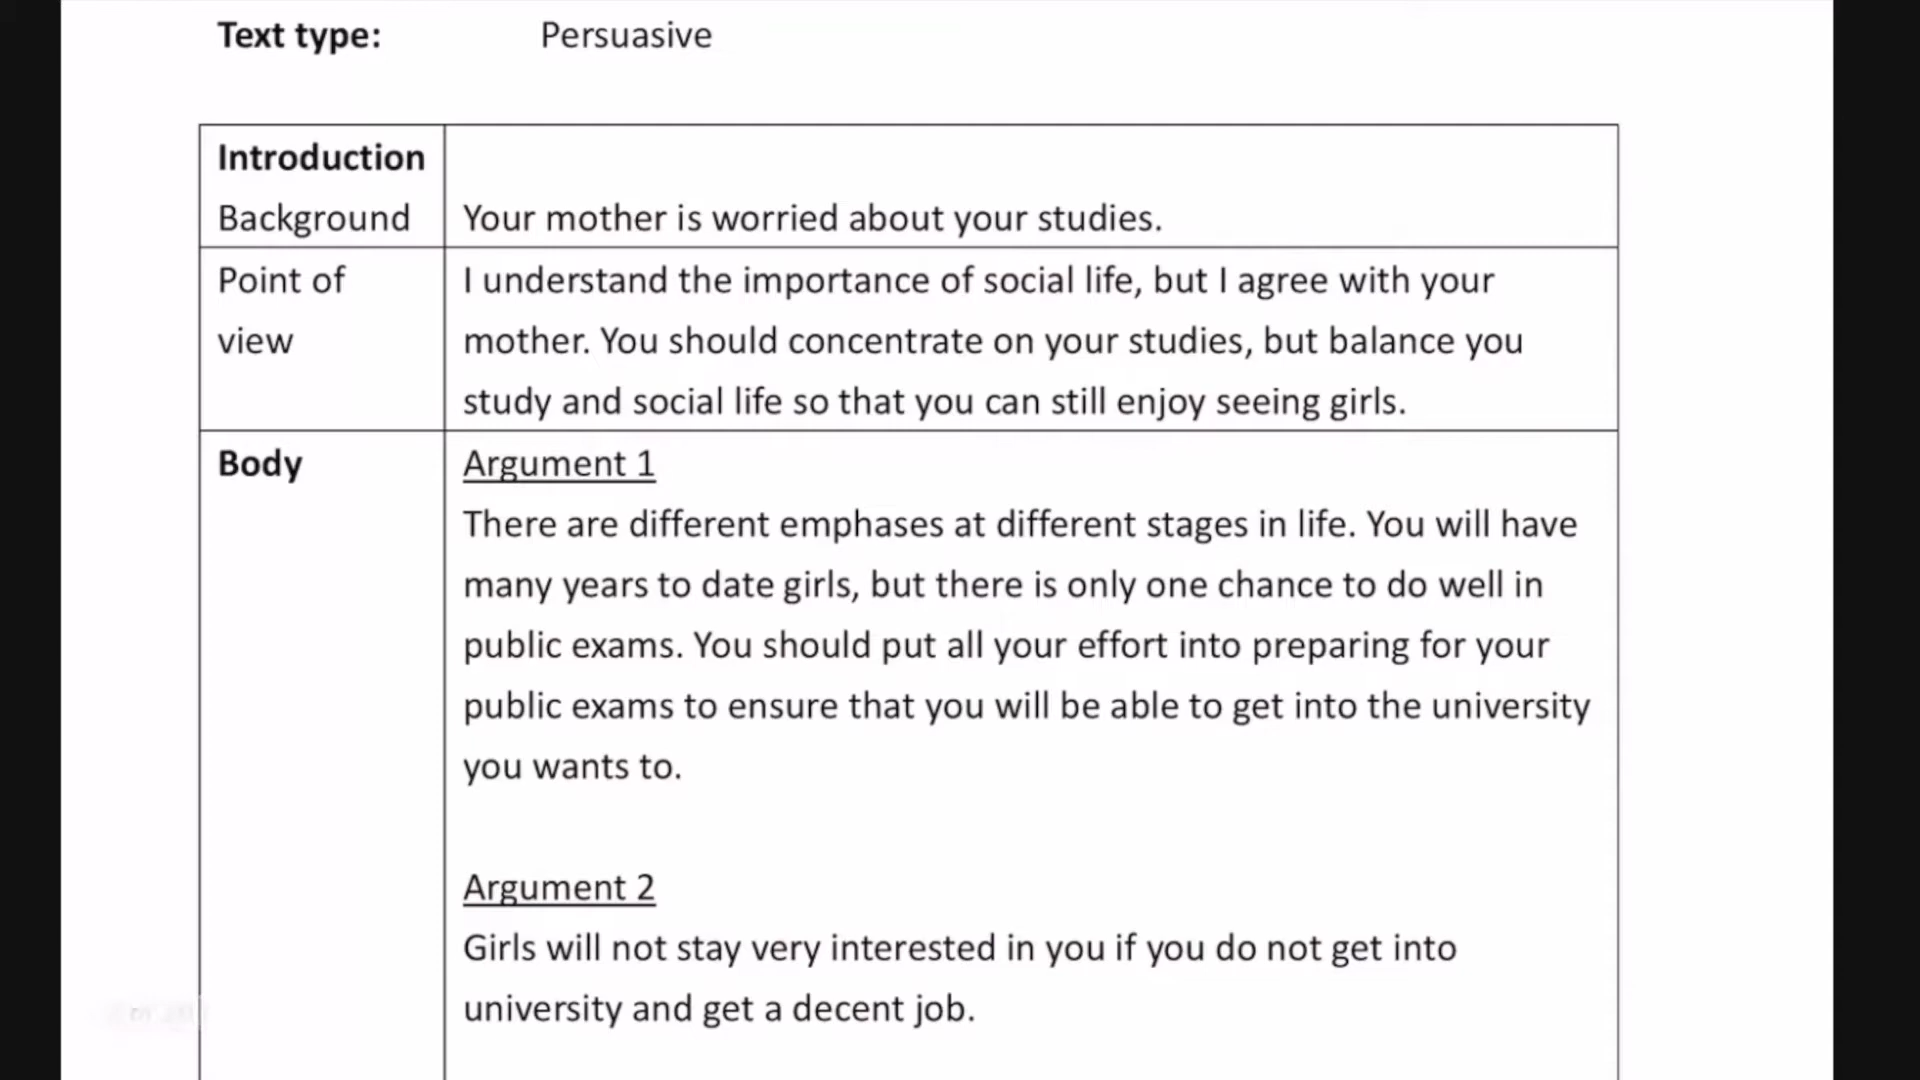 Text type: Persuasive
Introduction
Background Your mother is worried about your studies.
Point of view
I understand the importance of social life, but I agree with your
mother. You should concentrate on your studies, but balance you
study and social life so that you can still enjoy seeing girls.
Body
Argument 1
There are different emphases at different stages in life. You will have
many years to date girls, but there is only one chance to do well in
public exams. You should put all your effort into preparing for your
public exams to ensure that you will be able to get into the university
you wants to.
Argument 2
Girls will not stay very interested in you if you do not get into
university and get a decent job.